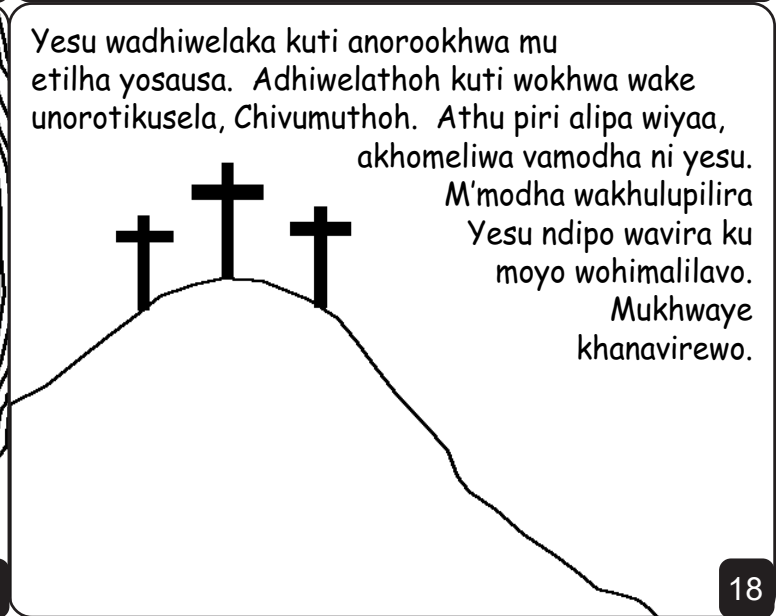 Yesu wadhiwelaka kuti anorookhwa mu
etilha yosausa. Adhiwelathoh kuti wokhwa wake
unorotikusela, Chivumuthoh. Athu piri alipa wiyaa,
akhomeliwa vamodha ni yesu.
M'modha wakhulupilira
Yesu ndipo wavira ku
moyo wohimalilavo.
Mukhwaye
khanavirewo.
18